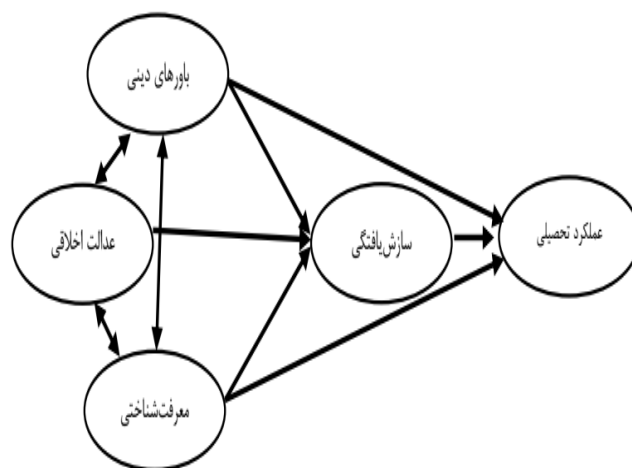 باورهای دینی
عدالت اخلاقی
سازش‌یافتگی
عملکرد تحصیلی
معرفت‌شناختی